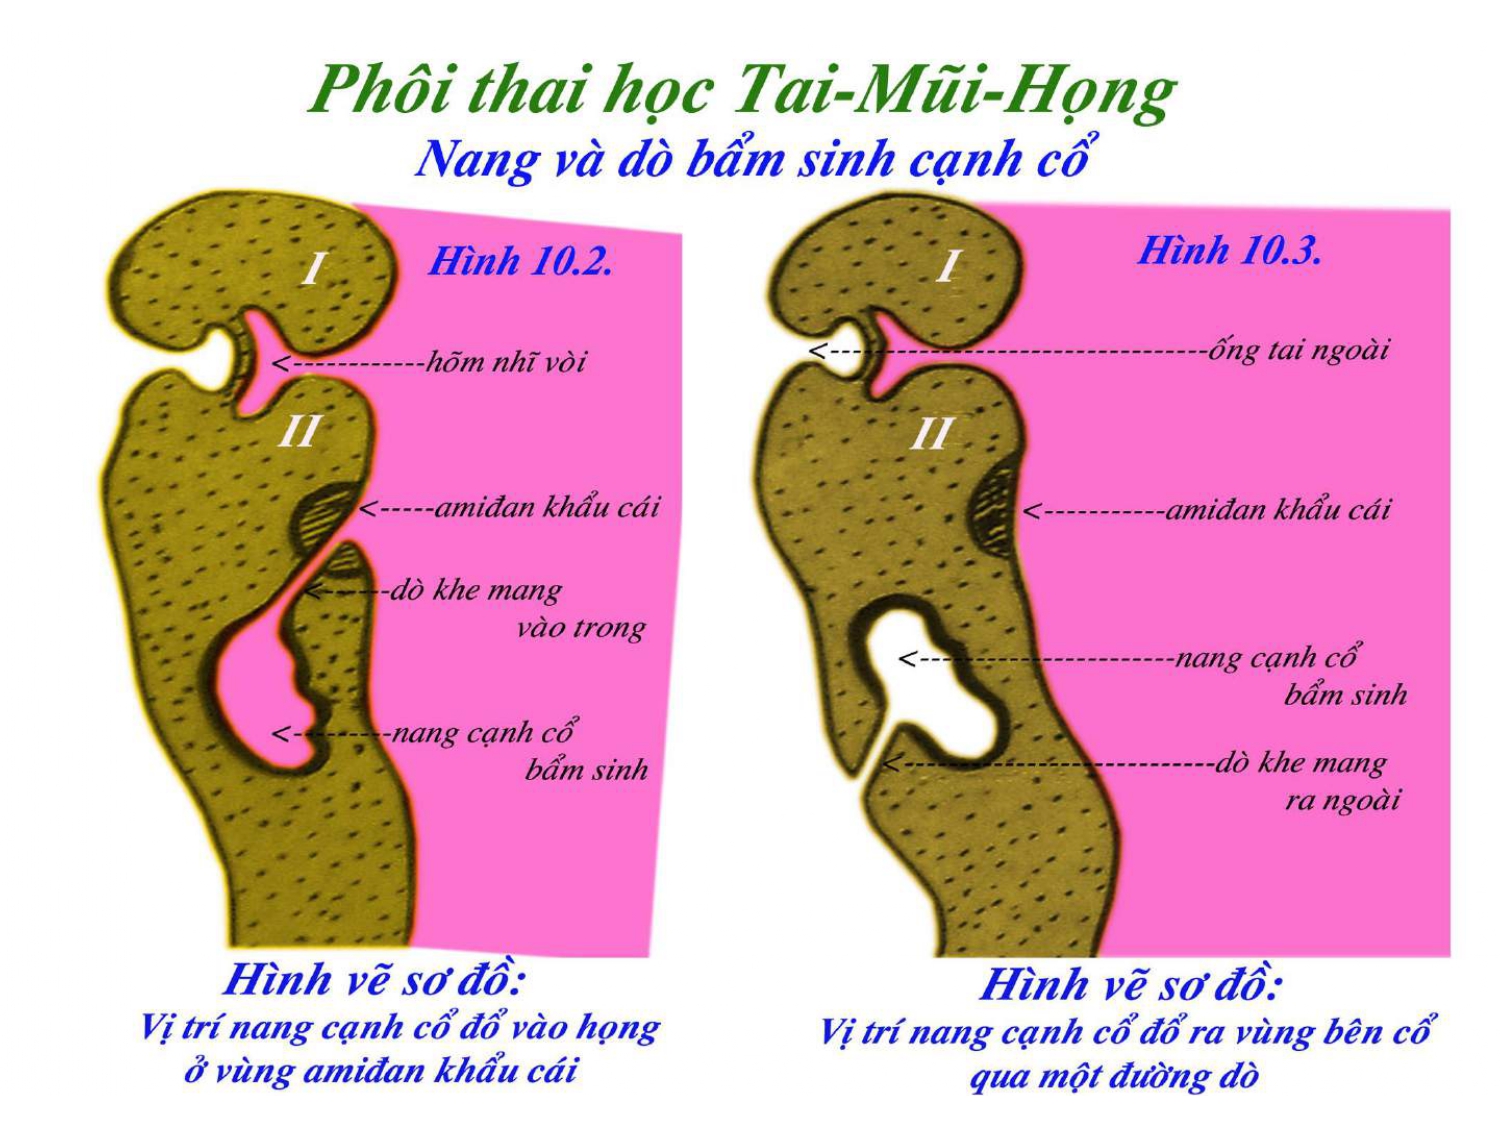 Phôi thai học Tai-Mũi-Họng
Nang và dò bẩm sinh cạnh cổ
I
Hình 10.2.
<------------hõm nhĩ vòi
II
<-----amiđan khẩu cái
<------dò khe mang
vào trong
<---------nang cạnh cổ
bẩm sinh
Hình vẽ sơ đồ:
Vị trí nang cạnh cổ đổ vào họng
ở vùng amiđan khẩu cái
I
Hình 10.3.
<----------------------------------ống tai ngoài
II
<-----------amiđan khẩu cái
<-----------------------nang cạnh cổ
bẩm sinh
<----------------------------dò khe mang
ra ngoài
Hình vẽ sơ đồ:
Vị trí nang cạnh cổ đổ ra vùng bên cổ
qua một đường dò